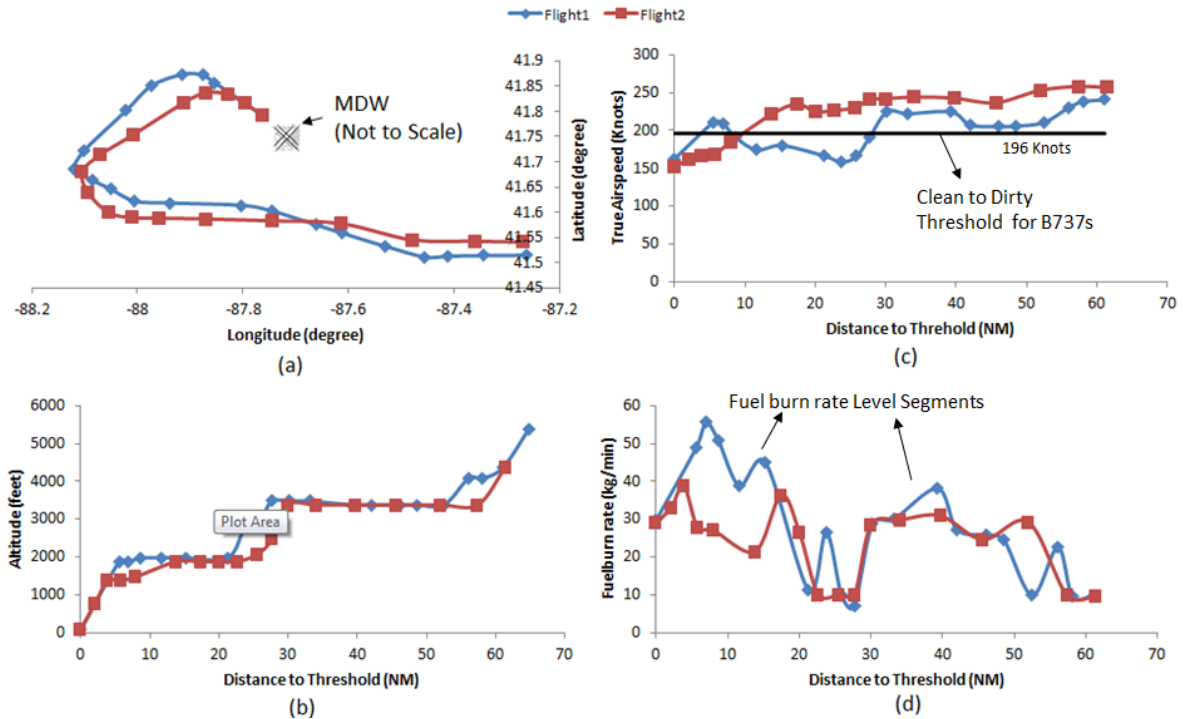 Flight1 Flight2
41.9
41.85
41.8
41.75
41.7
41.65
41.6
41.55
41.5
41.45
Latitude (degree)
MDW
(Not to Scale)
-88.2 -88 -87.8 -87.6 -87.4 -87.2
Longitude (degree)
(a)
300
250
200
150
100
50
0
True Airspeed (Knots)
196 Knots
Clean to Dirty
Threshold for B737s
0 10 20 30 40 50 60 70
Distance to Threhold (NM)
(c)
6000
5000
4000
3000
2000
1000
0
Altitude (feet)
Plot Area
0 10 20 30 40 50 60 70
Distance to Threshold (NM)
(b)
Fuel burn rate Level Segments
60
50
40
30
20
10
0
Fuelburn rate (kg/min)
0 10 20 30 40 50 60 70
Distance to Threshold (NM)
(d)